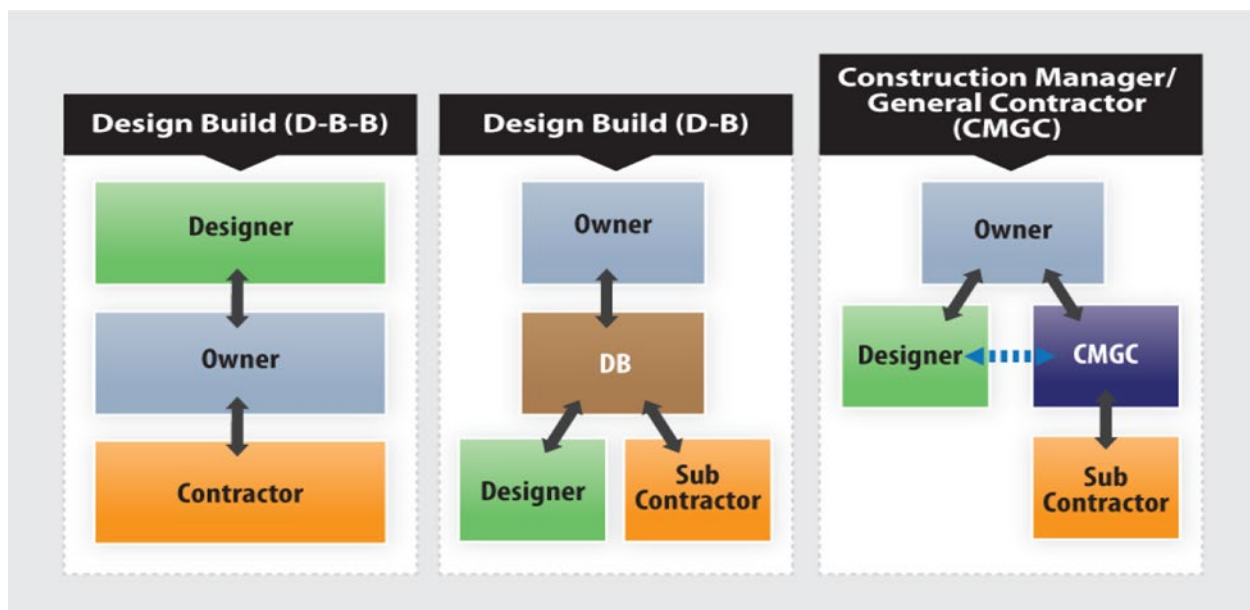 Design Build (D-B-B)
Designer
Owner
Contractor
Design Build (D-B)
Owner
DB
Designer
Sub
Contractor
Construction Manager/
General Contractor
(CMGC)
Owner
Designer
CMGC
Sub
Contractor